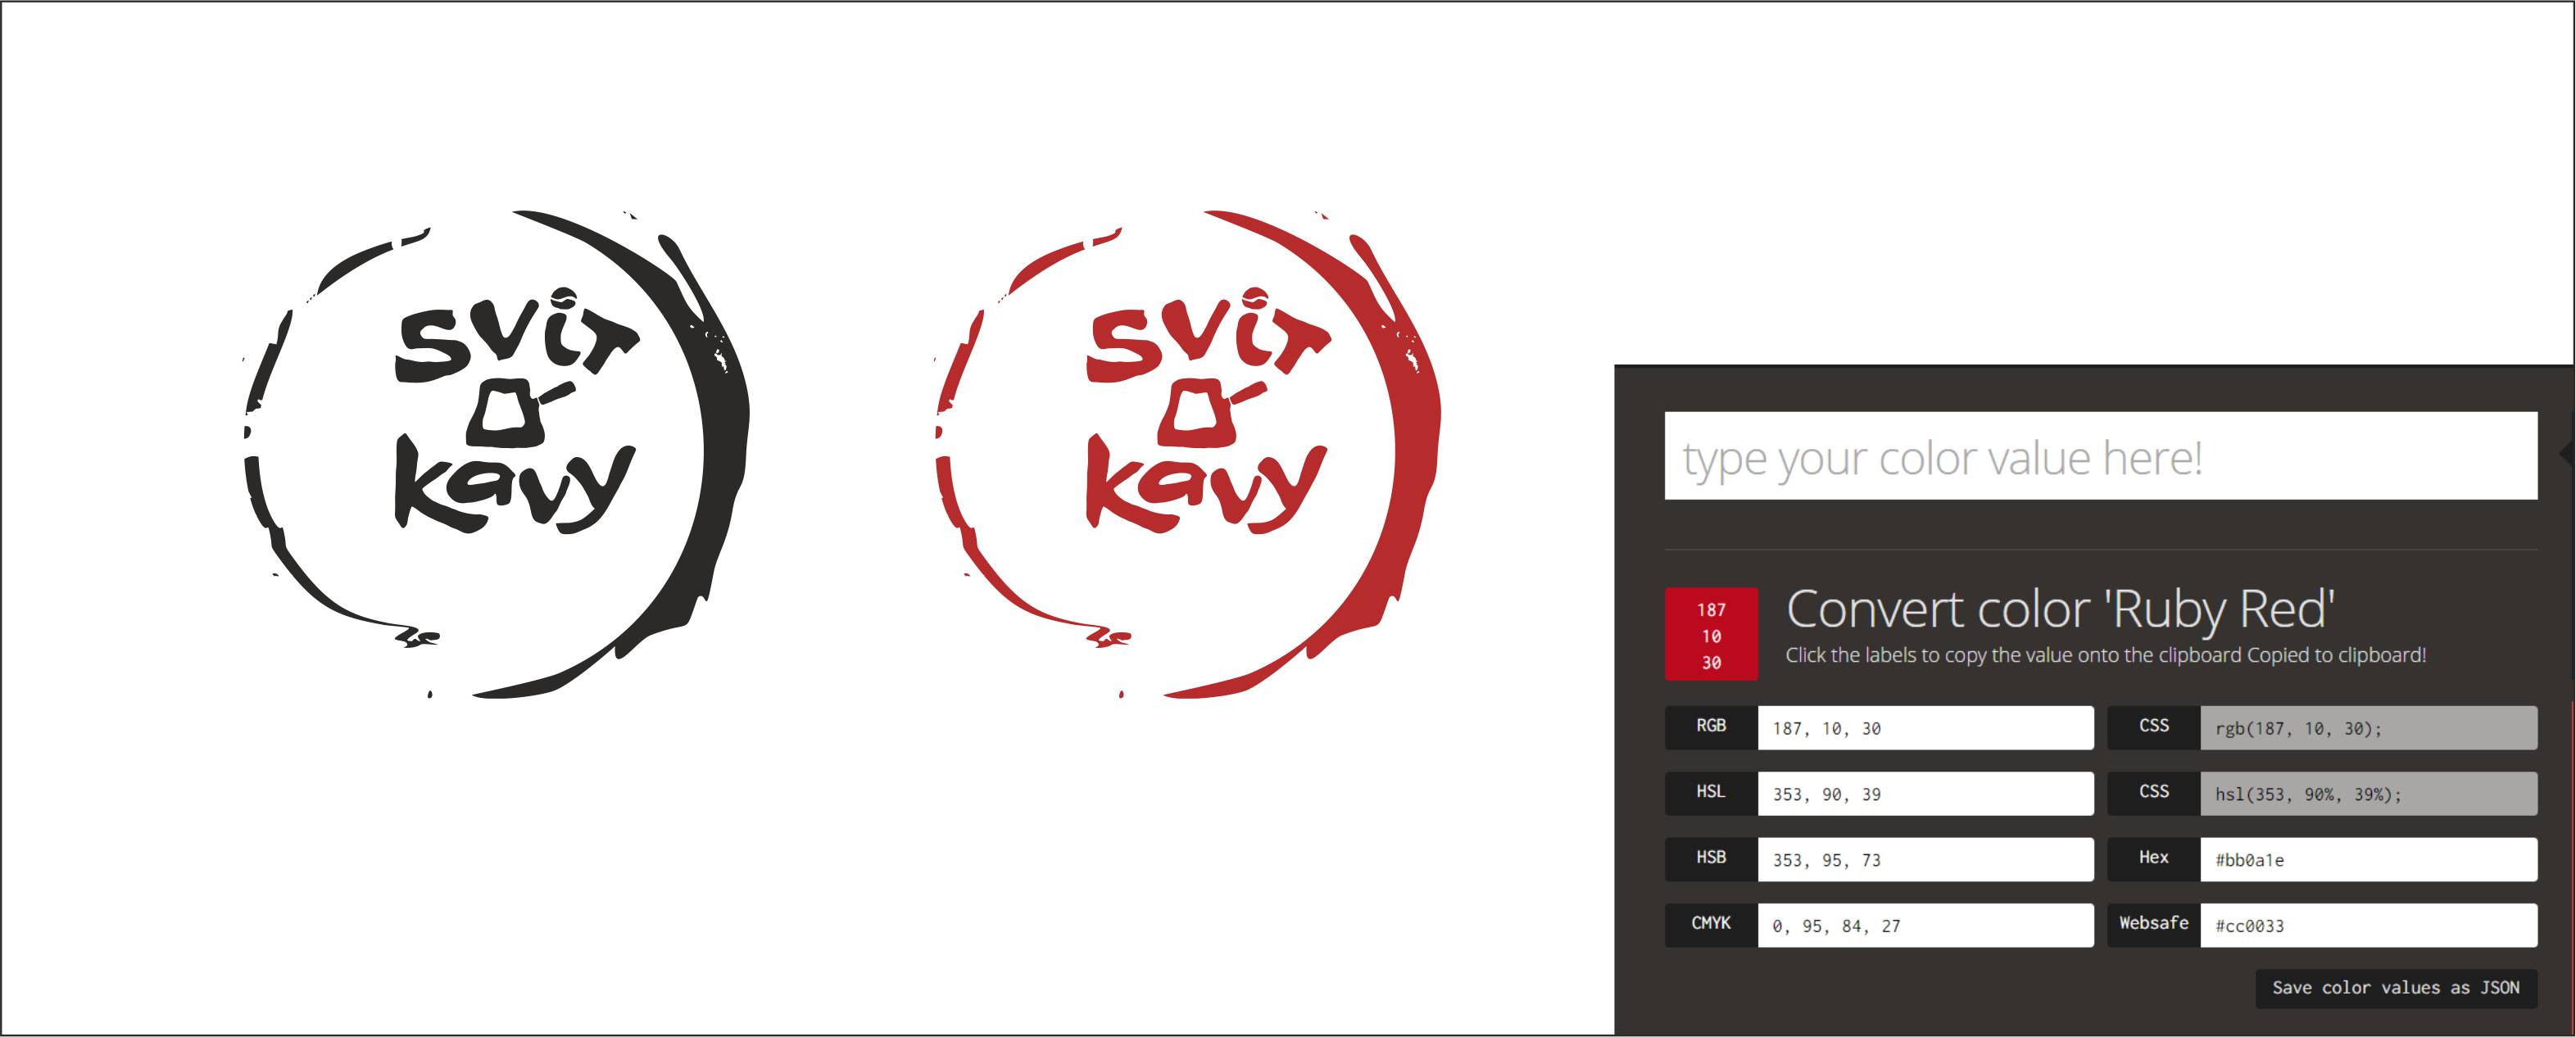 svit
kavy
svit
kavy
type your color value here!
187
10
30
Convert color 'Ruby Red'
Click the labels to copy the value onto the clipboard Copied to clipboard!
RGB 187, 10, 30 CSS rgb(187, 10, 30);
HSL 353, 90, 39 CSS hsl(353, 90%, 39%);
HSB 353, 95, 73 Hex #bb0a1e
CMYK 0, 95, 84, 27 Websafe #cc0033
Save color values as JSON